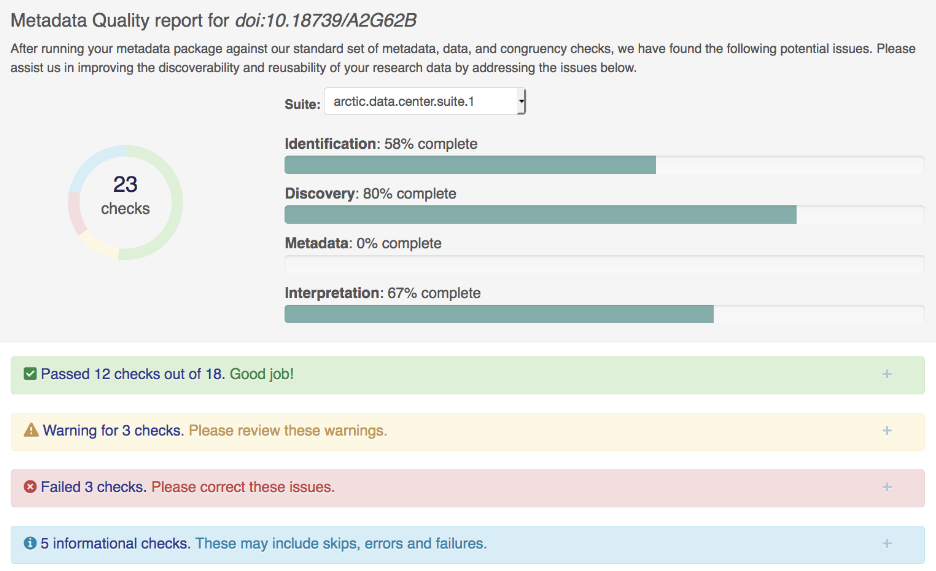 Metadata Quality report for doi:10.18739/A2G62B
After running your metadata package against our standard set of metadata, data, and congruency checks, we have found the following potential issues. Please
assist us in improving the discoverability and reusability of your research data by addressing the issues below.
Suite: arctic.data.center.suite.1
23
checks
Identification: 58% complete
Discovery: 80% complete
Metadata: 0% complete
Interpretation: 67% complete
Passed 12 checks out of 18. Good job! +
Warning for 3 checks. Please review these warnings. +
Failed 3 checks. Please correct these issues. +
5 informational checks. These may include skips, errors and failures. +